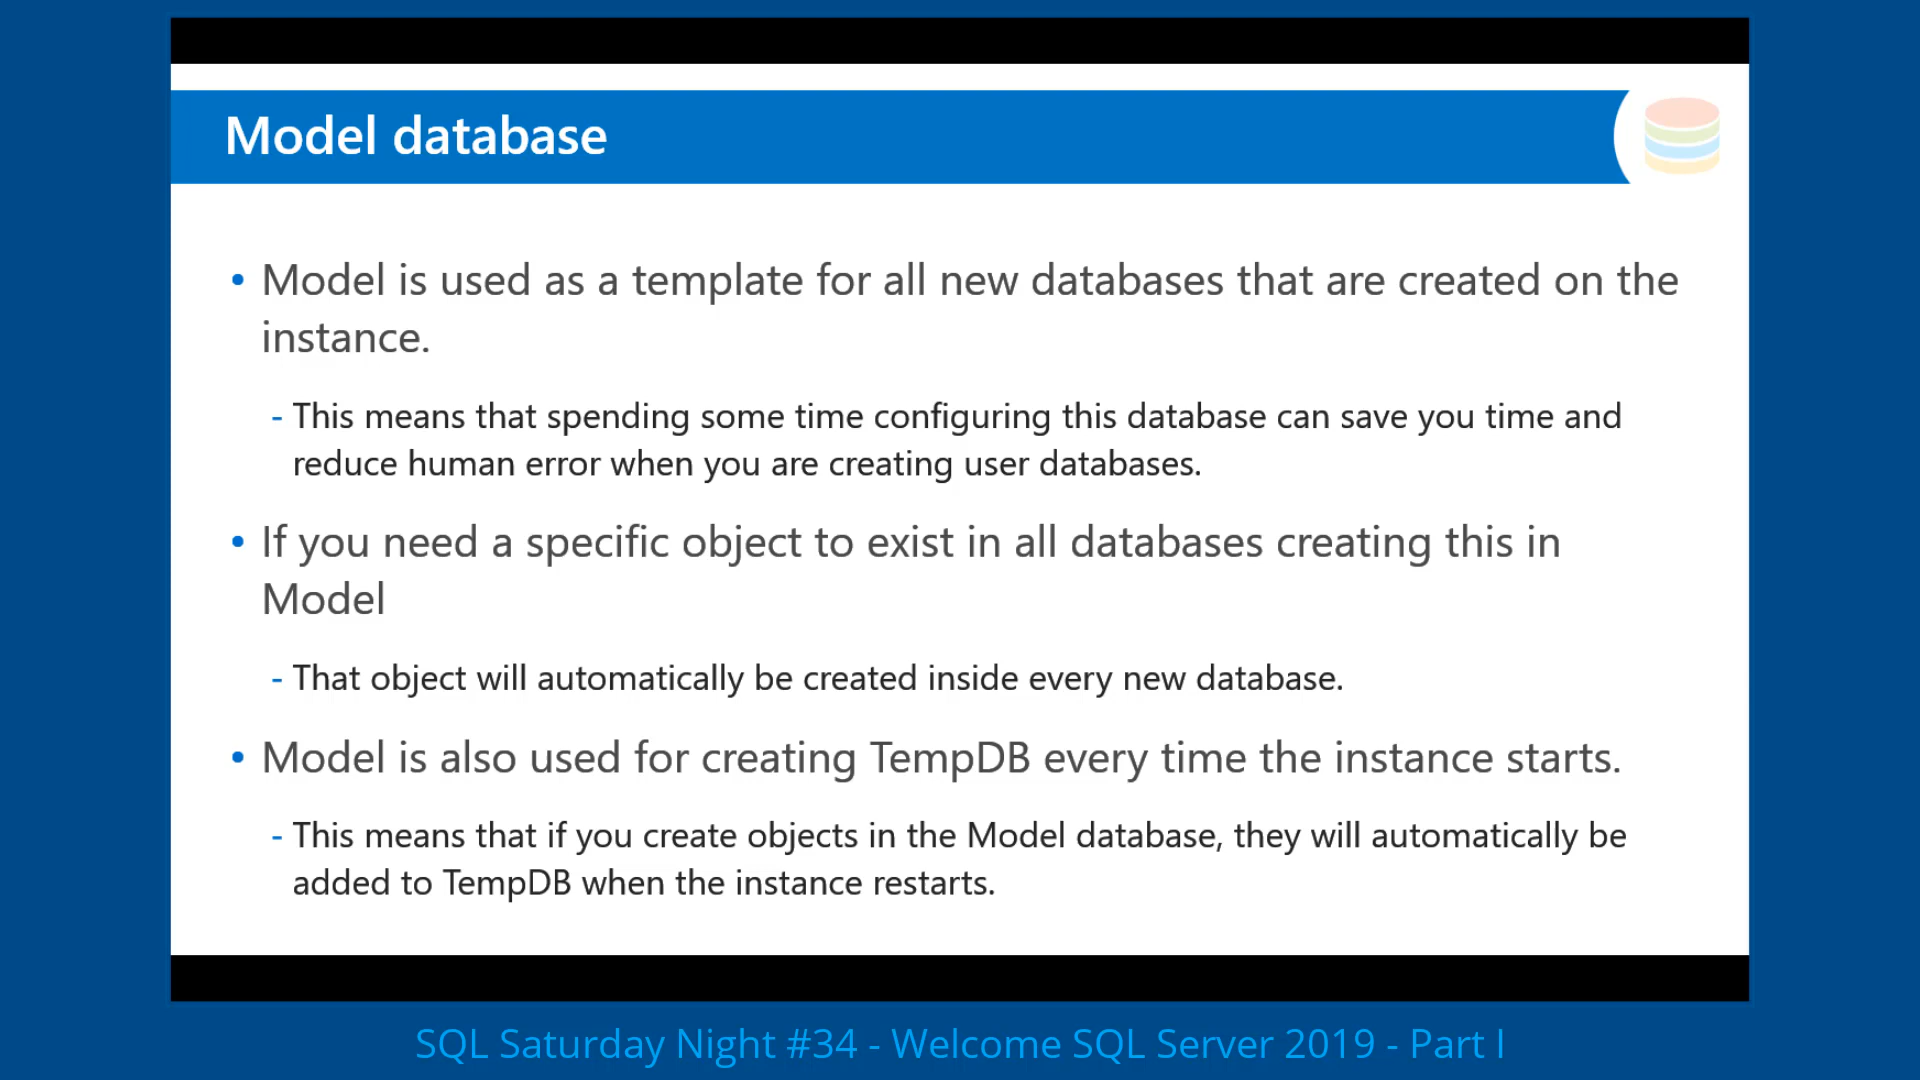 Model database
• Model is used as a template for all new databases that are created on the
instance.
- This means that spending some time configuring this database can save you time and
reduce human error when you are creating user databases.
• If you need a specific object to exist in all databases creating this in
Model
- That object will automatically be created inside every new database.
• Model is also used for creating TempDB every time the instance starts.
- This means that if you create objects in the Model database, they will automatically be
added to TempDB when the instance restarts.
SQL Saturday Night #34 - Welcome SQL Server 2019 - Part I